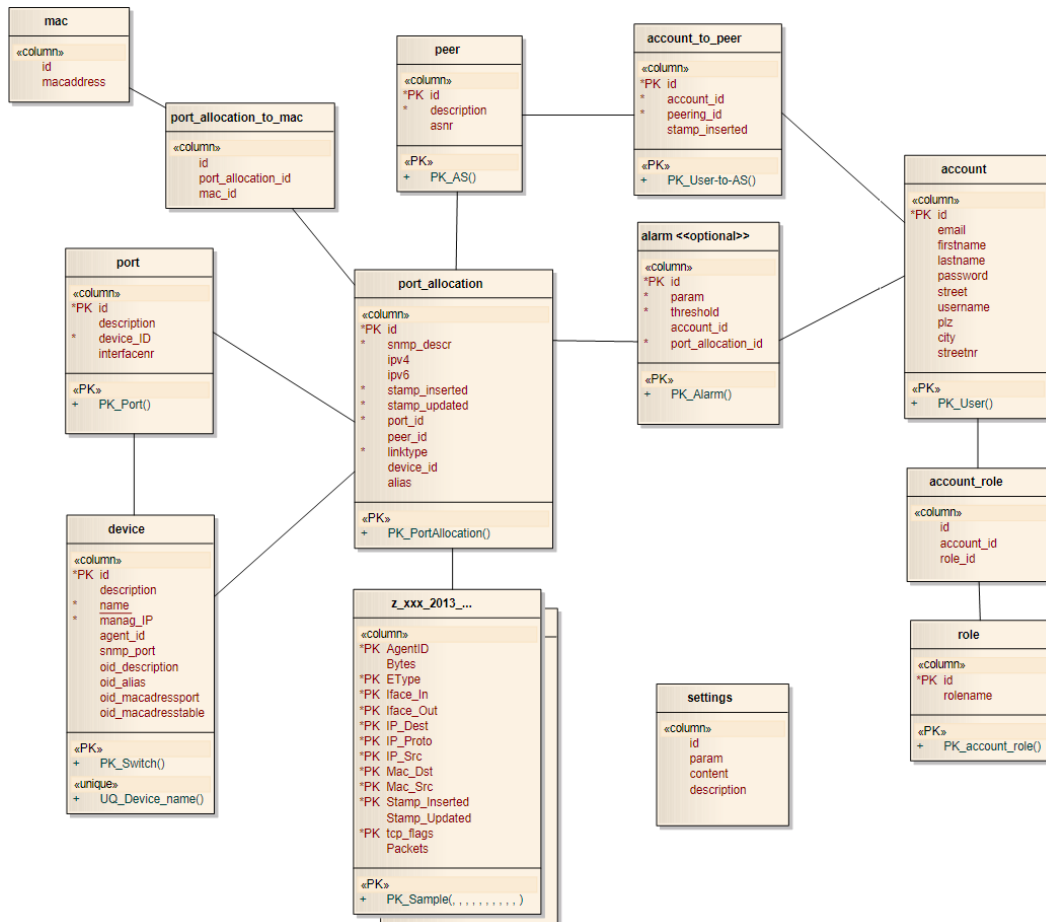 mac
«column»
id
macaddress
port_allocation_to_mac
«column»
id
port_allocation_id
mac_id
peer
«column»
*PK id
* description
asnr
«PK»
+ PK_AS()
account_to_peer
«column»
*PK id
* account_id
* peering_id
stamp_inserted
«PK»
+ PK_User-to-AS()
account
«column»
*PK id
email
firstname
lastname
password
street
username
plz
city
streetnr
«PK»
+ PK_User()
alarm <<optional>>
«column»
*PK id
* param
* threshold
account_id
* port_allocation_id
«PK»
+ PK_Alarm()
port
«column»
*PK id
description
* device_ID
interfacenr
«PK»
+ PK_Port()
port_allocation
«column»
*PK id
* snmp_descr
ipv4
ipv6
* stamp_inserted
* stamp_updated
* port_id
peer_id
* linktype
device_id
alias
«PK»
+ PK_PortAllocation()
account_role
«column»
id
account_id
role_id
device
«column»
*PK id
description
* name
* manag_IP
agent_id
snmp_port
oid_description
oid_alias
oid_macadressport
oid_macadresstable
«PK»
+ PK_Switch()
«unique»
+ UQ_Device_name()
z_xxx_2013_...
«column»
*PK AgentID
Bytes
*PK EType
*PK Iface_In
*PK Iface_Out
*PK IP_Dest
*PK IP_Proto
*PK IP_Src
*PK Mac_Dst
*PK Mac_Src
*PK Stamp_Inserted
Stamp_Updated
*PK tcp_flags
Packets
«PK»
+ PK_Sample(, , , , , , , , , , )
settings
«column»
id
param
content
description
role
«column»
*PK id
rolename
«PK»
+ PK_account_role()